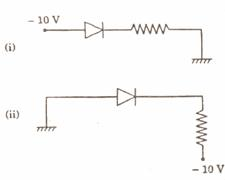 – 10 V
(i)
(ii)
– 10 V